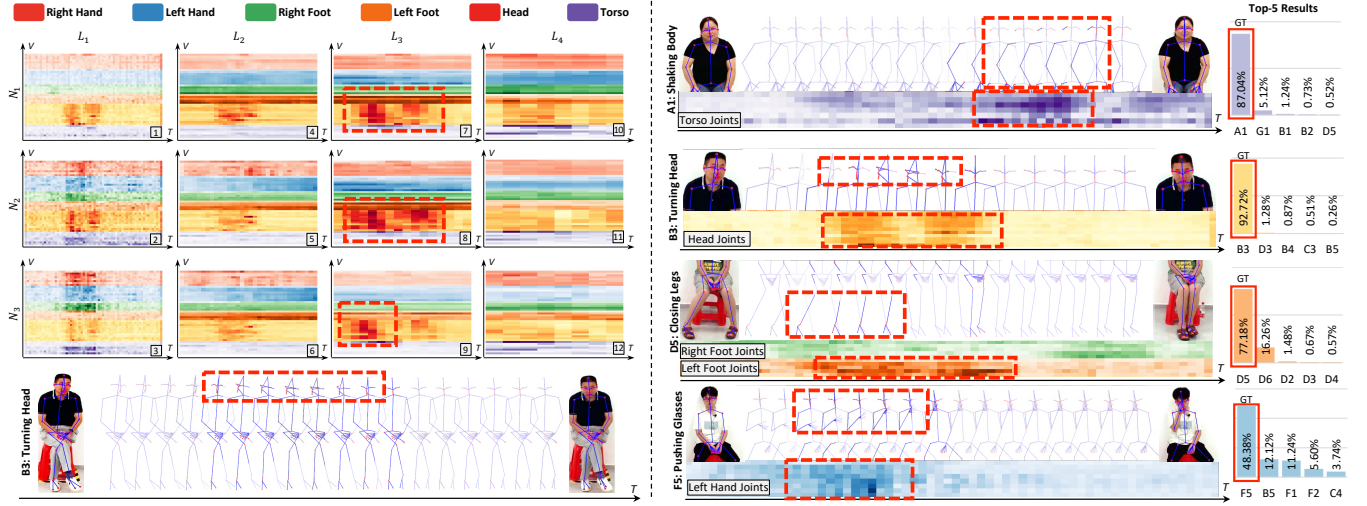 Right Hand Left Hand Right Foot Left Foot Head Torso
L1 L2 L3 L4
V V V V
N1
T T T T
1 4 7 10
V V V V
N2
T T T T
2 5 8 11
V V V V
N3
T T T T
3 6 9 12
B3: Turning Head
T
Top-5 Results
A1: Shaking Body
Torso Joints
T
GT
87.04% 5.12% 1.24% 0.73% 0.52%
A1 G1 B1 B2 D5
B3: Turning Head
Head Joints
T
GT
92.72% 1.28% 0.87% 0.51% 0.26%
B3 D3 B4 C3 B5
D5: Closing Legs
Right Foot Joints
Left Foot Joints
T
GT
77.18% 16.26% 1.48% 0.67% 0.57%
D5 D6 D2 D3 D4
F5: Pushing Glasses
Left Hand Joints
T
GT
48.38% 12.12% 11.24% 5.60% 3.74%
F5 B5 F1 F2 C4